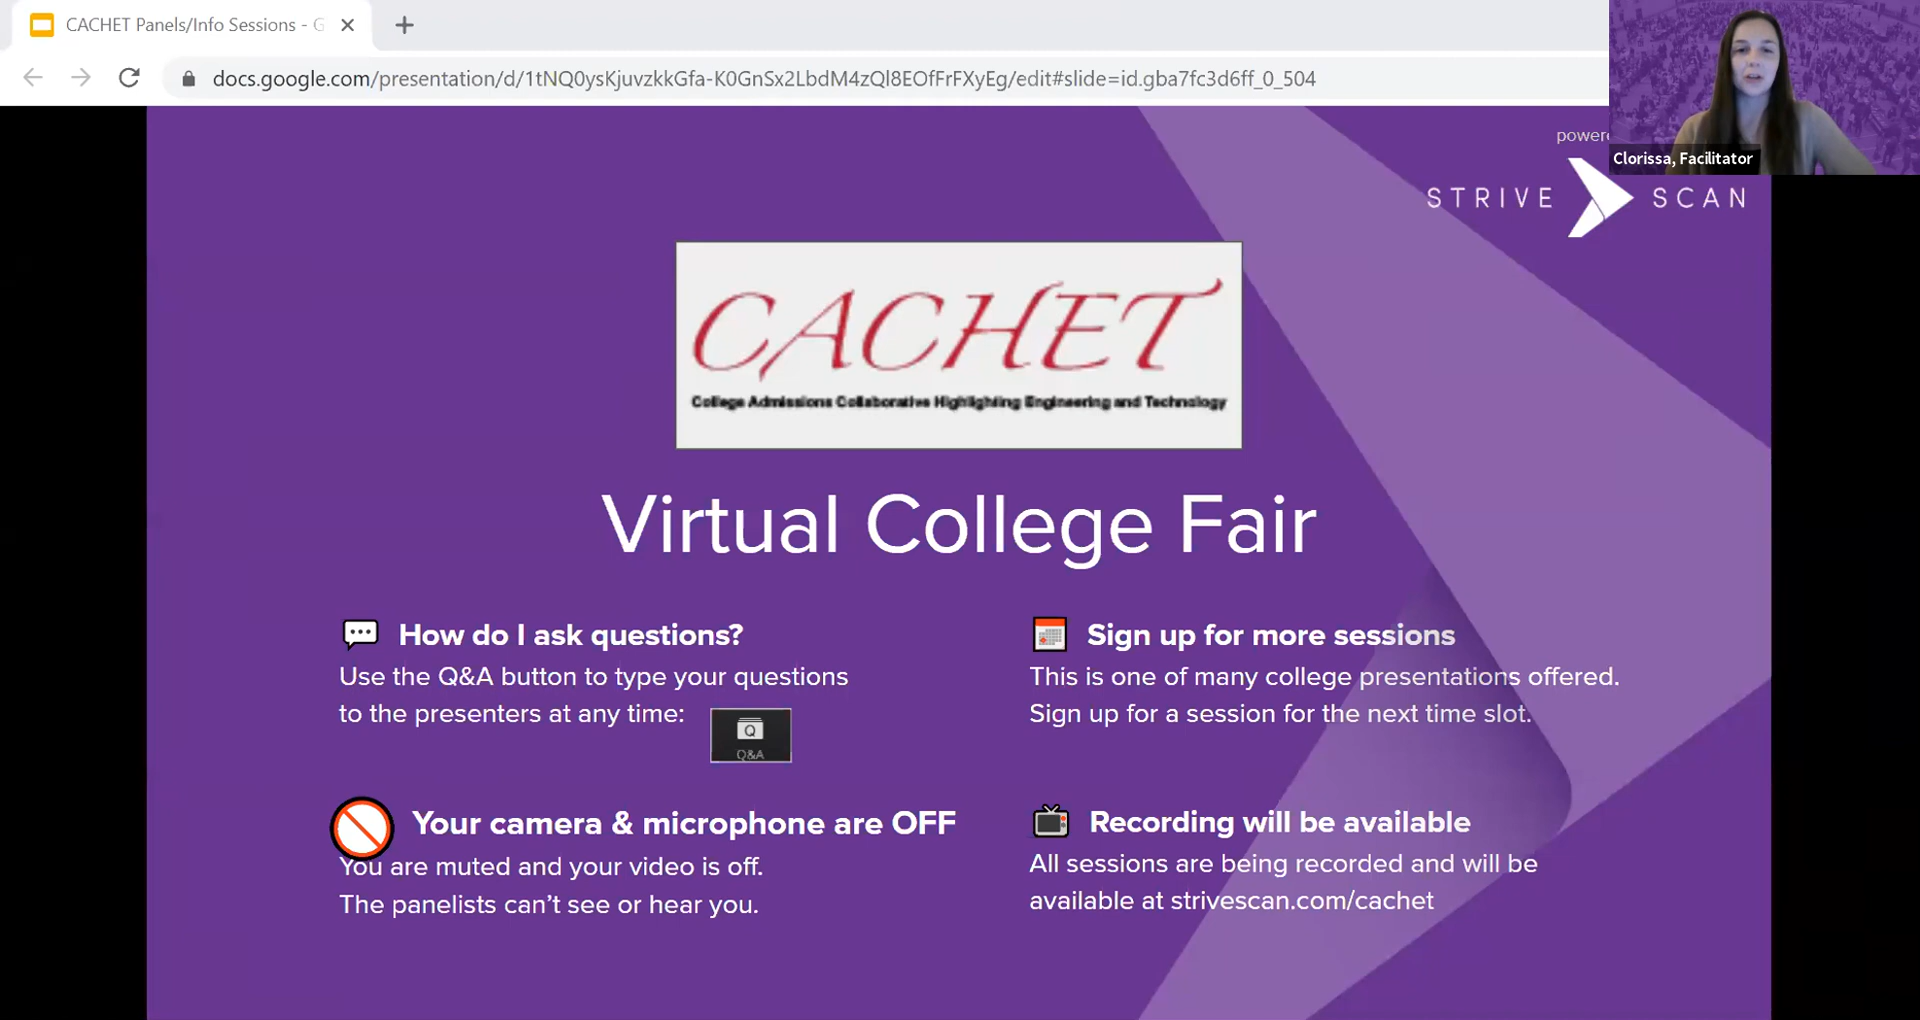 CACHET Panels/Info Sessions - G
docs.google.com/presentation/d/1tNQ0ysKjuvzkkGfa-K0GnSx2LbdM4zQl8EOfFrFXyEg/edit#slide=id.gba7fc3d6ff_0_504
Clorissa, Facilitator
STRIVE SCAN
CACHET
College Admissions Collaborative Highlighting Engineering and Technology
Virtual College Fair
How do I ask questions?
Use the Q&A button to type your questions
to the presenters at any time:
Q&A
Sign up for more sessions
This is one of many college presentations offered.
Sign up for a session for the next time slot.
Your camera & microphone are OFF
You are muted and your video is off.
The panelists can't see or hear you.
Recording will be available
All sessions are being recorded and will be
available at strivescan.com/cachet